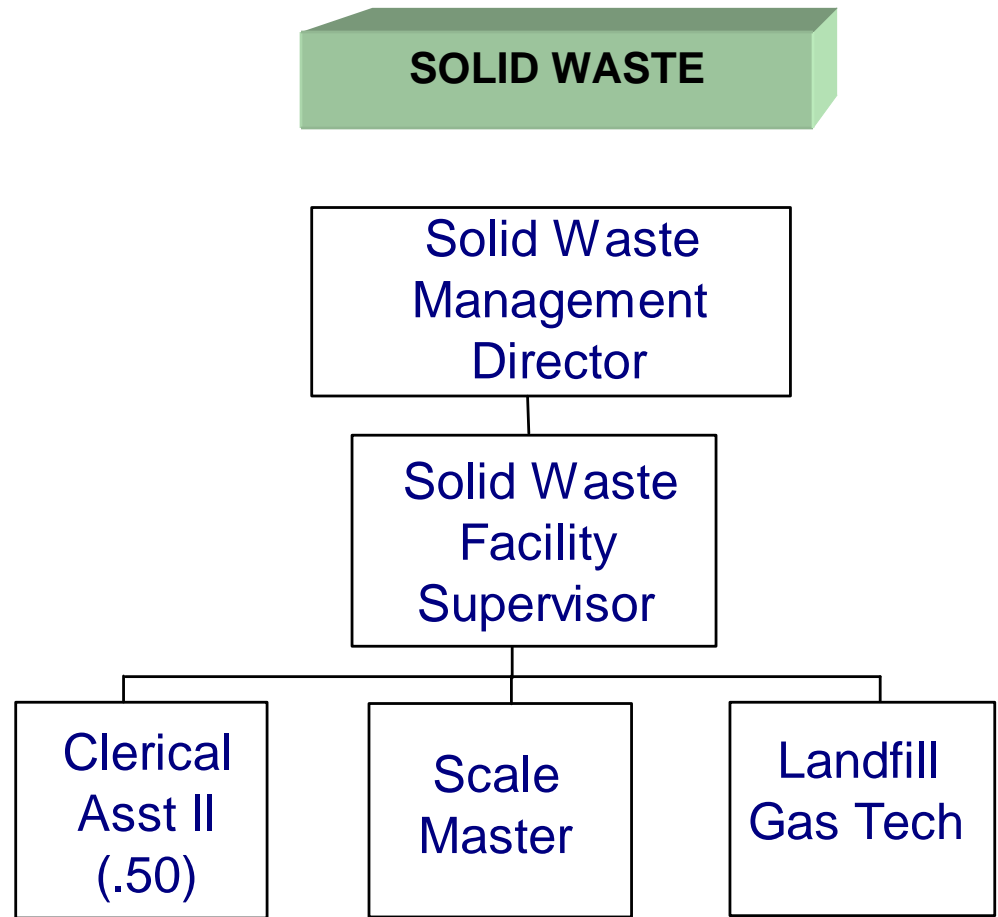 SOLID WASTE
Solid Waste
Management
Director
Solid Waste
Facility
Supervisor
Clerical
Asst II
(.50)
Scale
Master
Landfill
Gas Tech